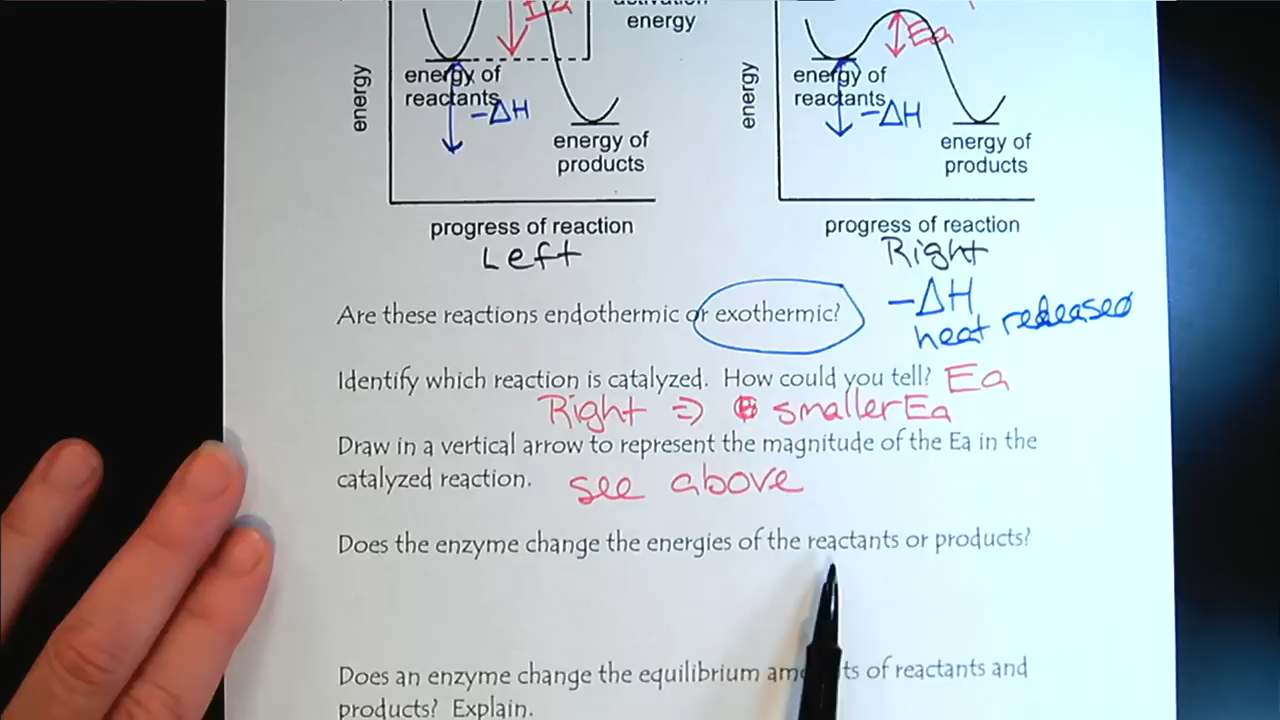 energy
Ea
Ea
energy
energy of
reactants
-ΔH
energy of
products
energy
energy of
reactants
-ΔH
energy of
products
progress of reaction
progress of reaction
Left
Right
Are these reactions endothermic or exothermic?
-ΔH
heat released
Identify which reaction is catalyzed. How could you tell? Ea
Right => smaller Ea
Draw in a vertical arrow to represent the magnitude of the Ea in the
catalyzed reaction. see above
Does the enzyme change the energies of the reactants or products?
Does an enzyme change the equilibrium of reactants and
products? Explain.